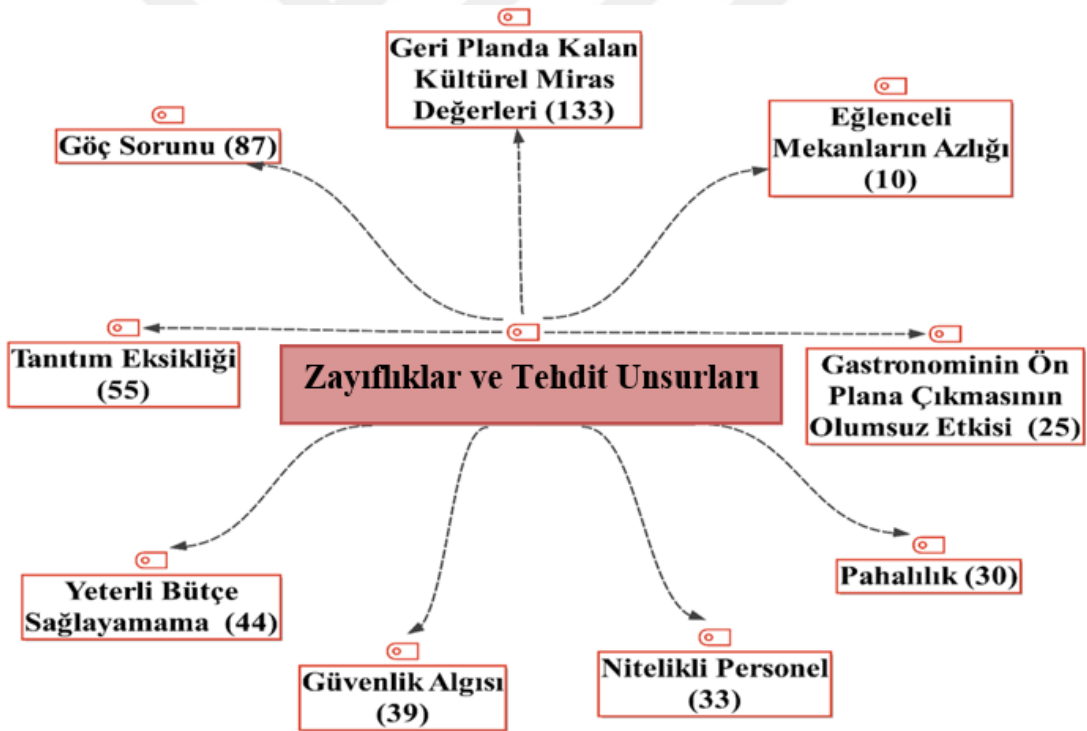 Geri Planda Kalan
Kültürel Miras
Değerleri (133)
Göç Sorunu (87)
Eğlenceli
Mekanların Azlığı
(10)
Tanıtım Eksikliği
(55)
Zayıflıklar ve Tehdit Unsurları
Gastronominin Ön
Plana Çıkmasının
Olumsuz Etkisi (25)
Yeterli Bütçe
Sağlayamama (44)
Pahalılık (30)
Güvenlik Algısı
(39)
Nitelikli Personel
(33)